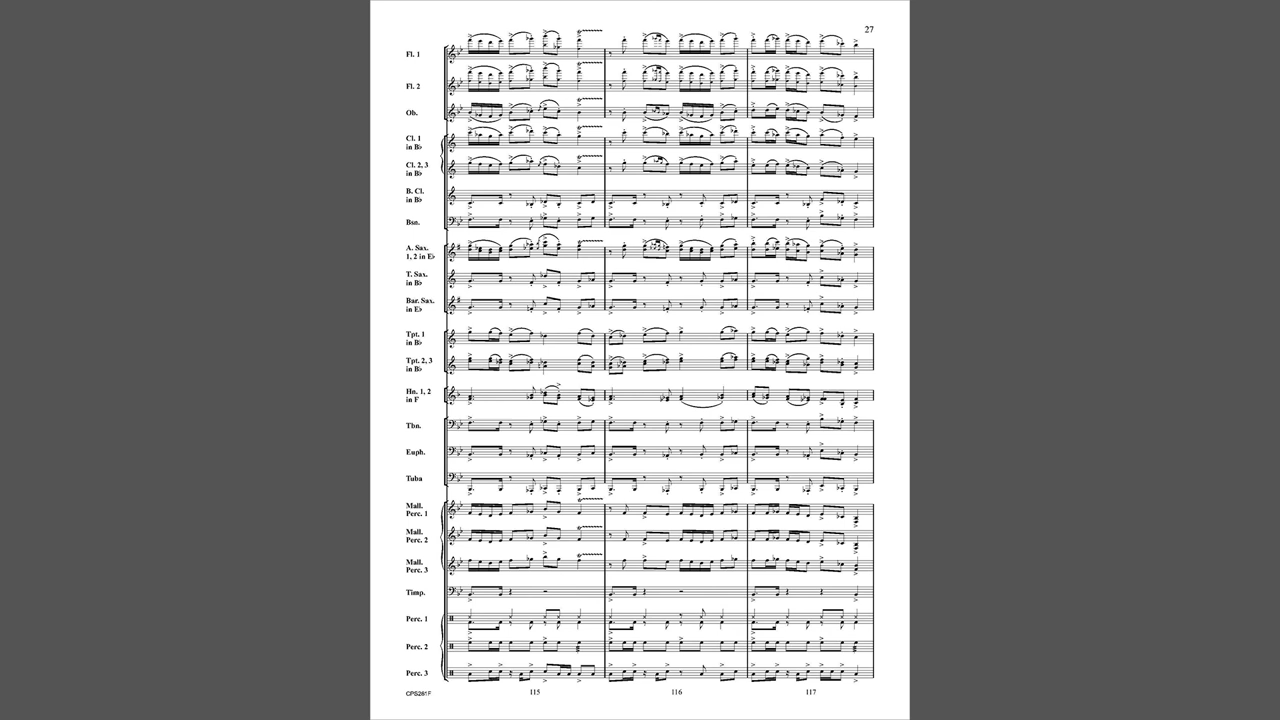 27
Fl. 1
Fl. 2
Ob.
Cl. 1
in B♭
Cl. 2, 3
in B♭
B. Cl.
in B♭
Bsn.
A. Sax.
1, 2 in E♭
T. Sax.
in B♭
Bar. Sax.
in E♭
Tpt. 1
in B♭
Tpt. 2, 3
in B♭
Hn. 1, 2
in F
Tbn.
Euph.
Tuba
Mall.
Perc. 1
Mall.
Perc. 2
Mall.
Perc. 3
Timp.
Perc. 1
Perc. 2
Perc. 3
CPS281F
115
116
117